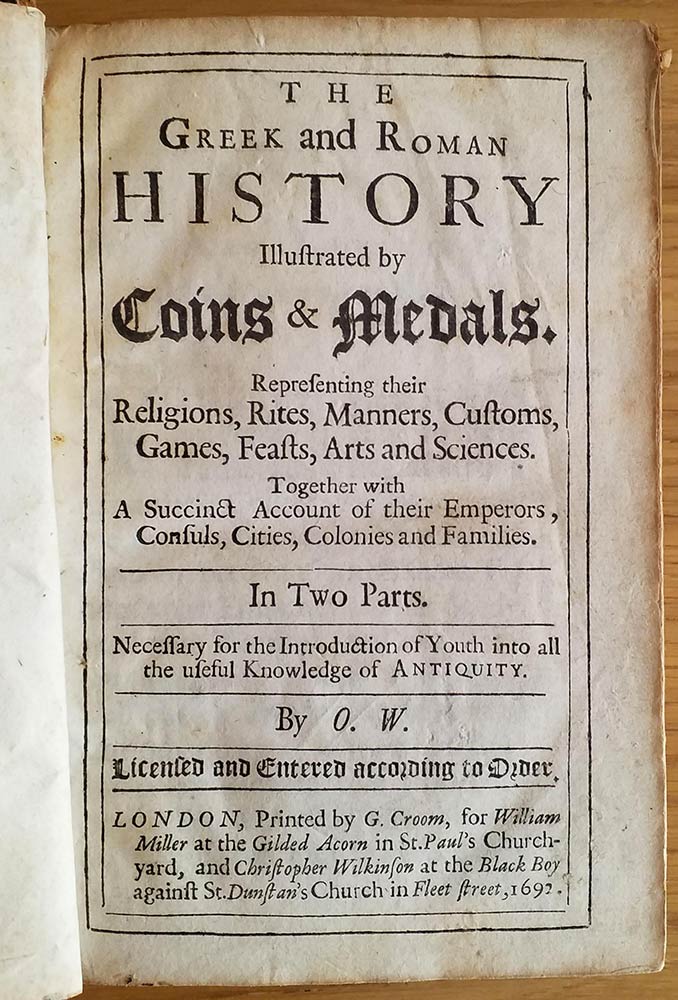 THE
GREEK and ROMAN
HISTORY
Illuſtrated by
Coins & Medals.
Repreſenting their
Religions, Rites, Manners, Cuſtoms,
Games, Feaſts, Arts and Sciences.
Together with
A Succinct Account of their Emperors,
Conſuls, Cities, Colonies and Families.
In Two Parts.
Neceſſary for the Introduction of Youth into all
the uſeful Knowledge of ANTIQUITY.
By O. W.
Licenſed and Entered according to Order.
LONDON, Printed by G. Croom, for William
Miller at the Gilded Acorn in St. Paul's Church-
yard, and Chriſtopher Wilkinſon at the Black Boy
againſt St. Dunſtan's Church in Fleet ſtreet, 1692.